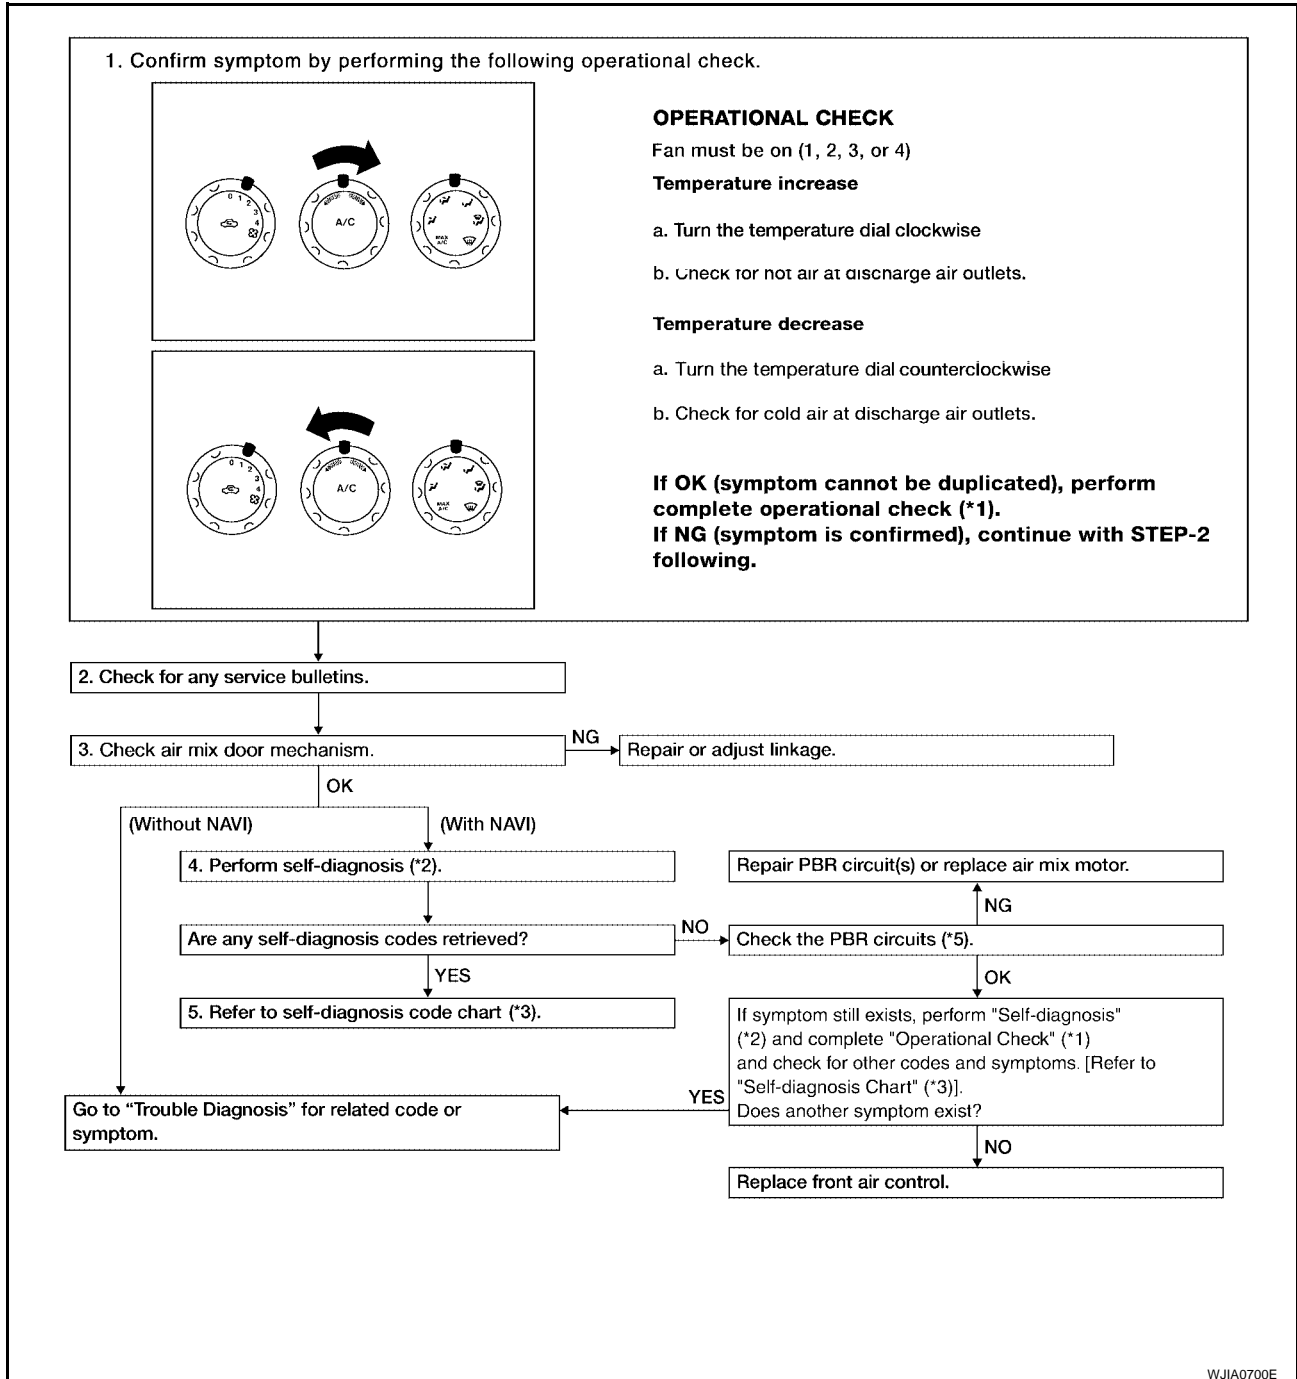 1. Confirm symptom by performing the following operational check.
0 1 2 3 4
A/C
MAX A/C
OPERATIONAL CHECK
Fan must be on (1, 2, 3, or 4)
Temperature increase
a. Turn the temperature dial clockwise
b. Check for hot air at discharge air outlets.
0 1 2 3 4
A/C
MAX A/C
Temperature decrease
a. Turn the temperature dial counterclockwise
b. Check for cold air at discharge air outlets.
If OK (symptom cannot be duplicated), perform
complete operational check (*1).
If NG (symptom is confirmed), continue with STEP-2
following.
2. Check for any service bulletins.
3. Check air mix door mechanism.
NG
Repair or adjust linkage.
OK
(Without NAVI)
(With NAVI)
4. Perform self-diagnosis (*2).
Repair PBR circuit(s) or replace air mix motor.
NG
Are any self-diagnosis codes retrieved?
NO
Check the PBR circuits (*5).
YES
OK
5. Refer to self-diagnosis code chart (*3).
If symptom still exists, perform "Self-diagnosis"
(*2) and complete "Operational Check" (*1)
and check for other codes and symptoms. [Refer to
"Self-diagnosis Chart" (*3)].
Does another symptom exist?
YES
Go to “Trouble Diagnosis” for related code or
symptom.
NO
Replace front air control.
WJIA0700E